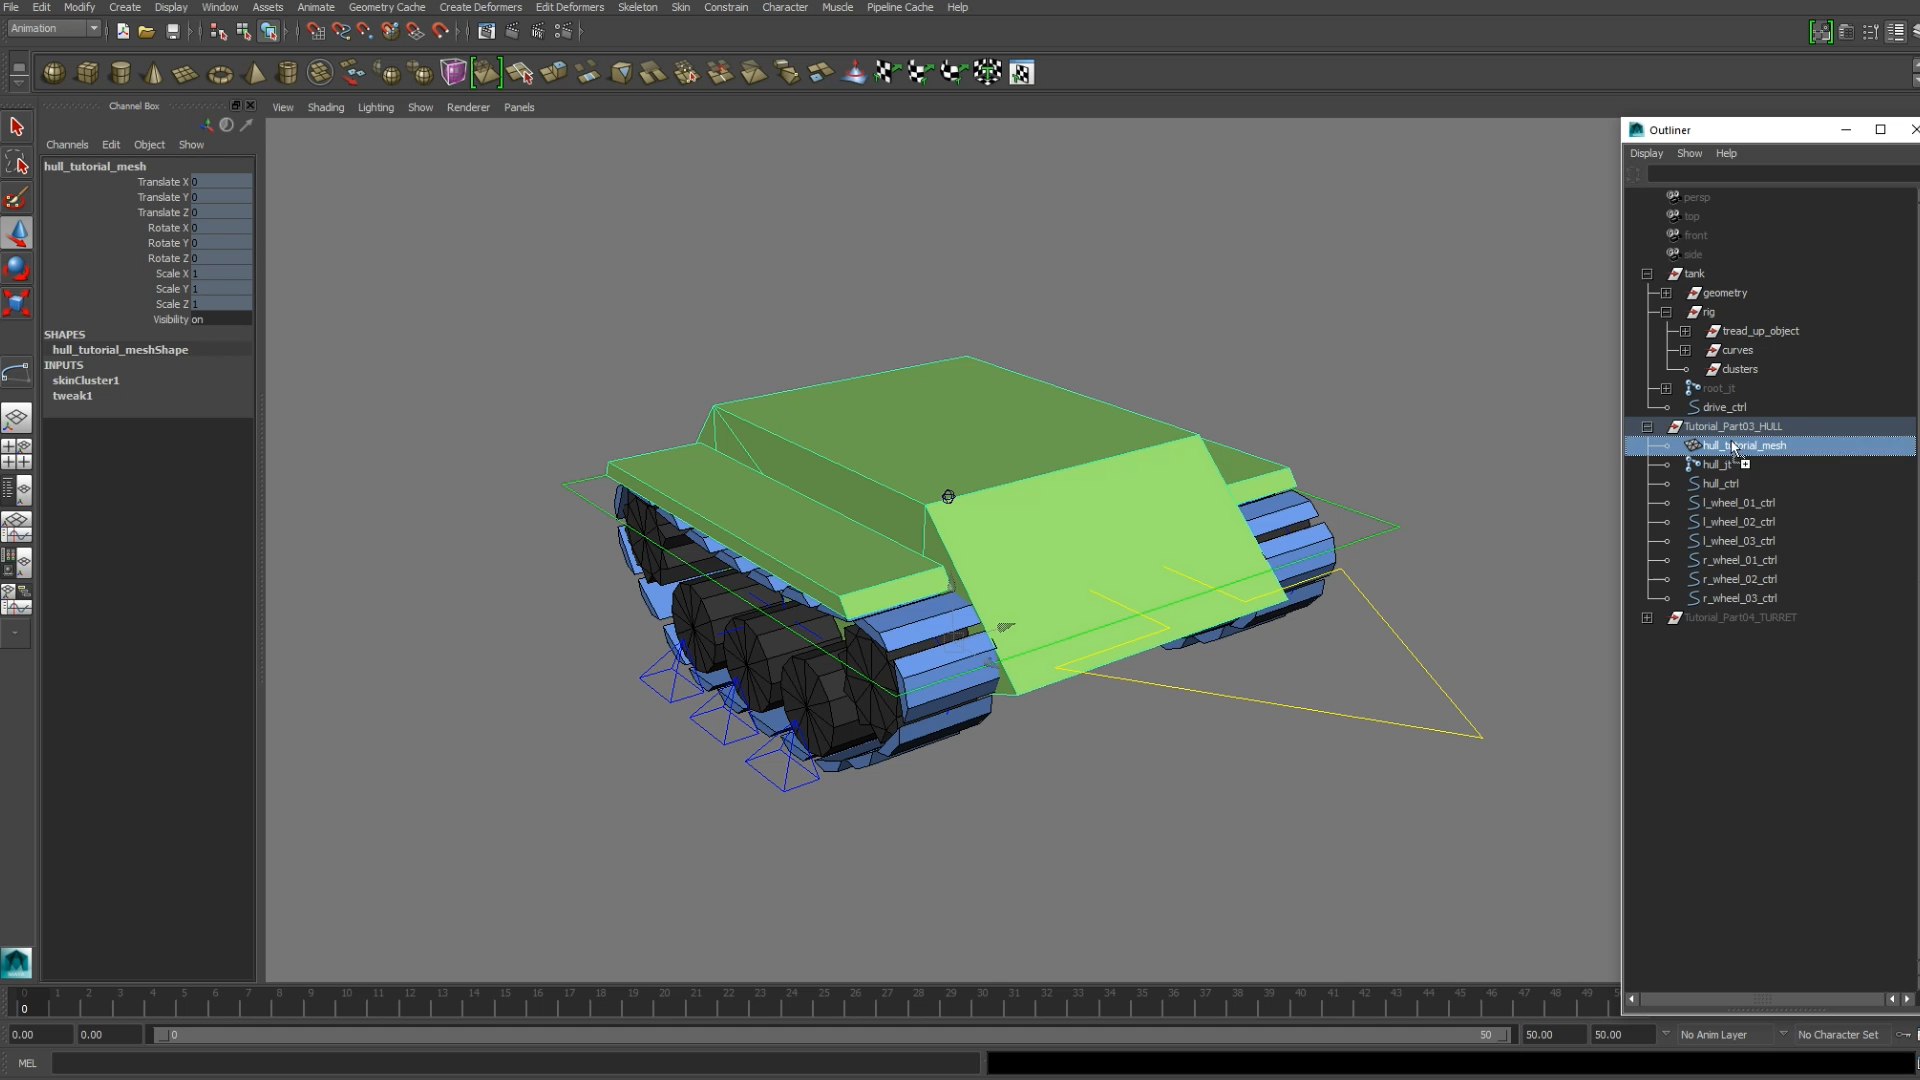 File Edit Modify Create Display Window Assets Animate Geometry Cache Create Deformers Edit Deformers Skeleton Skin Constrain Character Muscle Pipeline Cache Help
Animation
Channel Box
View Shading Lighting Show Renderer Panels
Channels Edit Object Show
hull_tutorial_mesh
Translate X 0
Translate Y 0
Translate Z 0
Rotate X 0
Rotate Y 0
Rotate Z 0
Scale X 1
Scale Y 1
Scale Z 1
Visibility on
SHAPES
hull_tutorial_meshShape
INPUTS
skinCluster1
tweak1
Outliner
Display Show Help
persp
top
front
side
tank
geometry
rig
tread_up_object
curves
clusters
root_jt
drive_ctrl
Tutorial_Part03_HULL
hull_tutorial_mesh
hull_jt
hull_ctrl
l_wheel_01_ctrl
l_wheel_02_ctrl
l_wheel_03_ctrl
r_wheel_01_ctrl
r_wheel_02_ctrl
r_wheel_03_ctrl
Tutorial_Part04_TURRET
0 1 2 3 4 5 6 7 8 9 10 11 12 13 14 15 16 17 18 19 20 21 22 23 24 25 26 27 28 29 30 31 32 33 34 35 36 37 38 39 40 41 42 43 44 45 46 47 48 49
0
0.00 0.00 0 50 50.00 50.00 No Anim Layer No Character Set
MEL